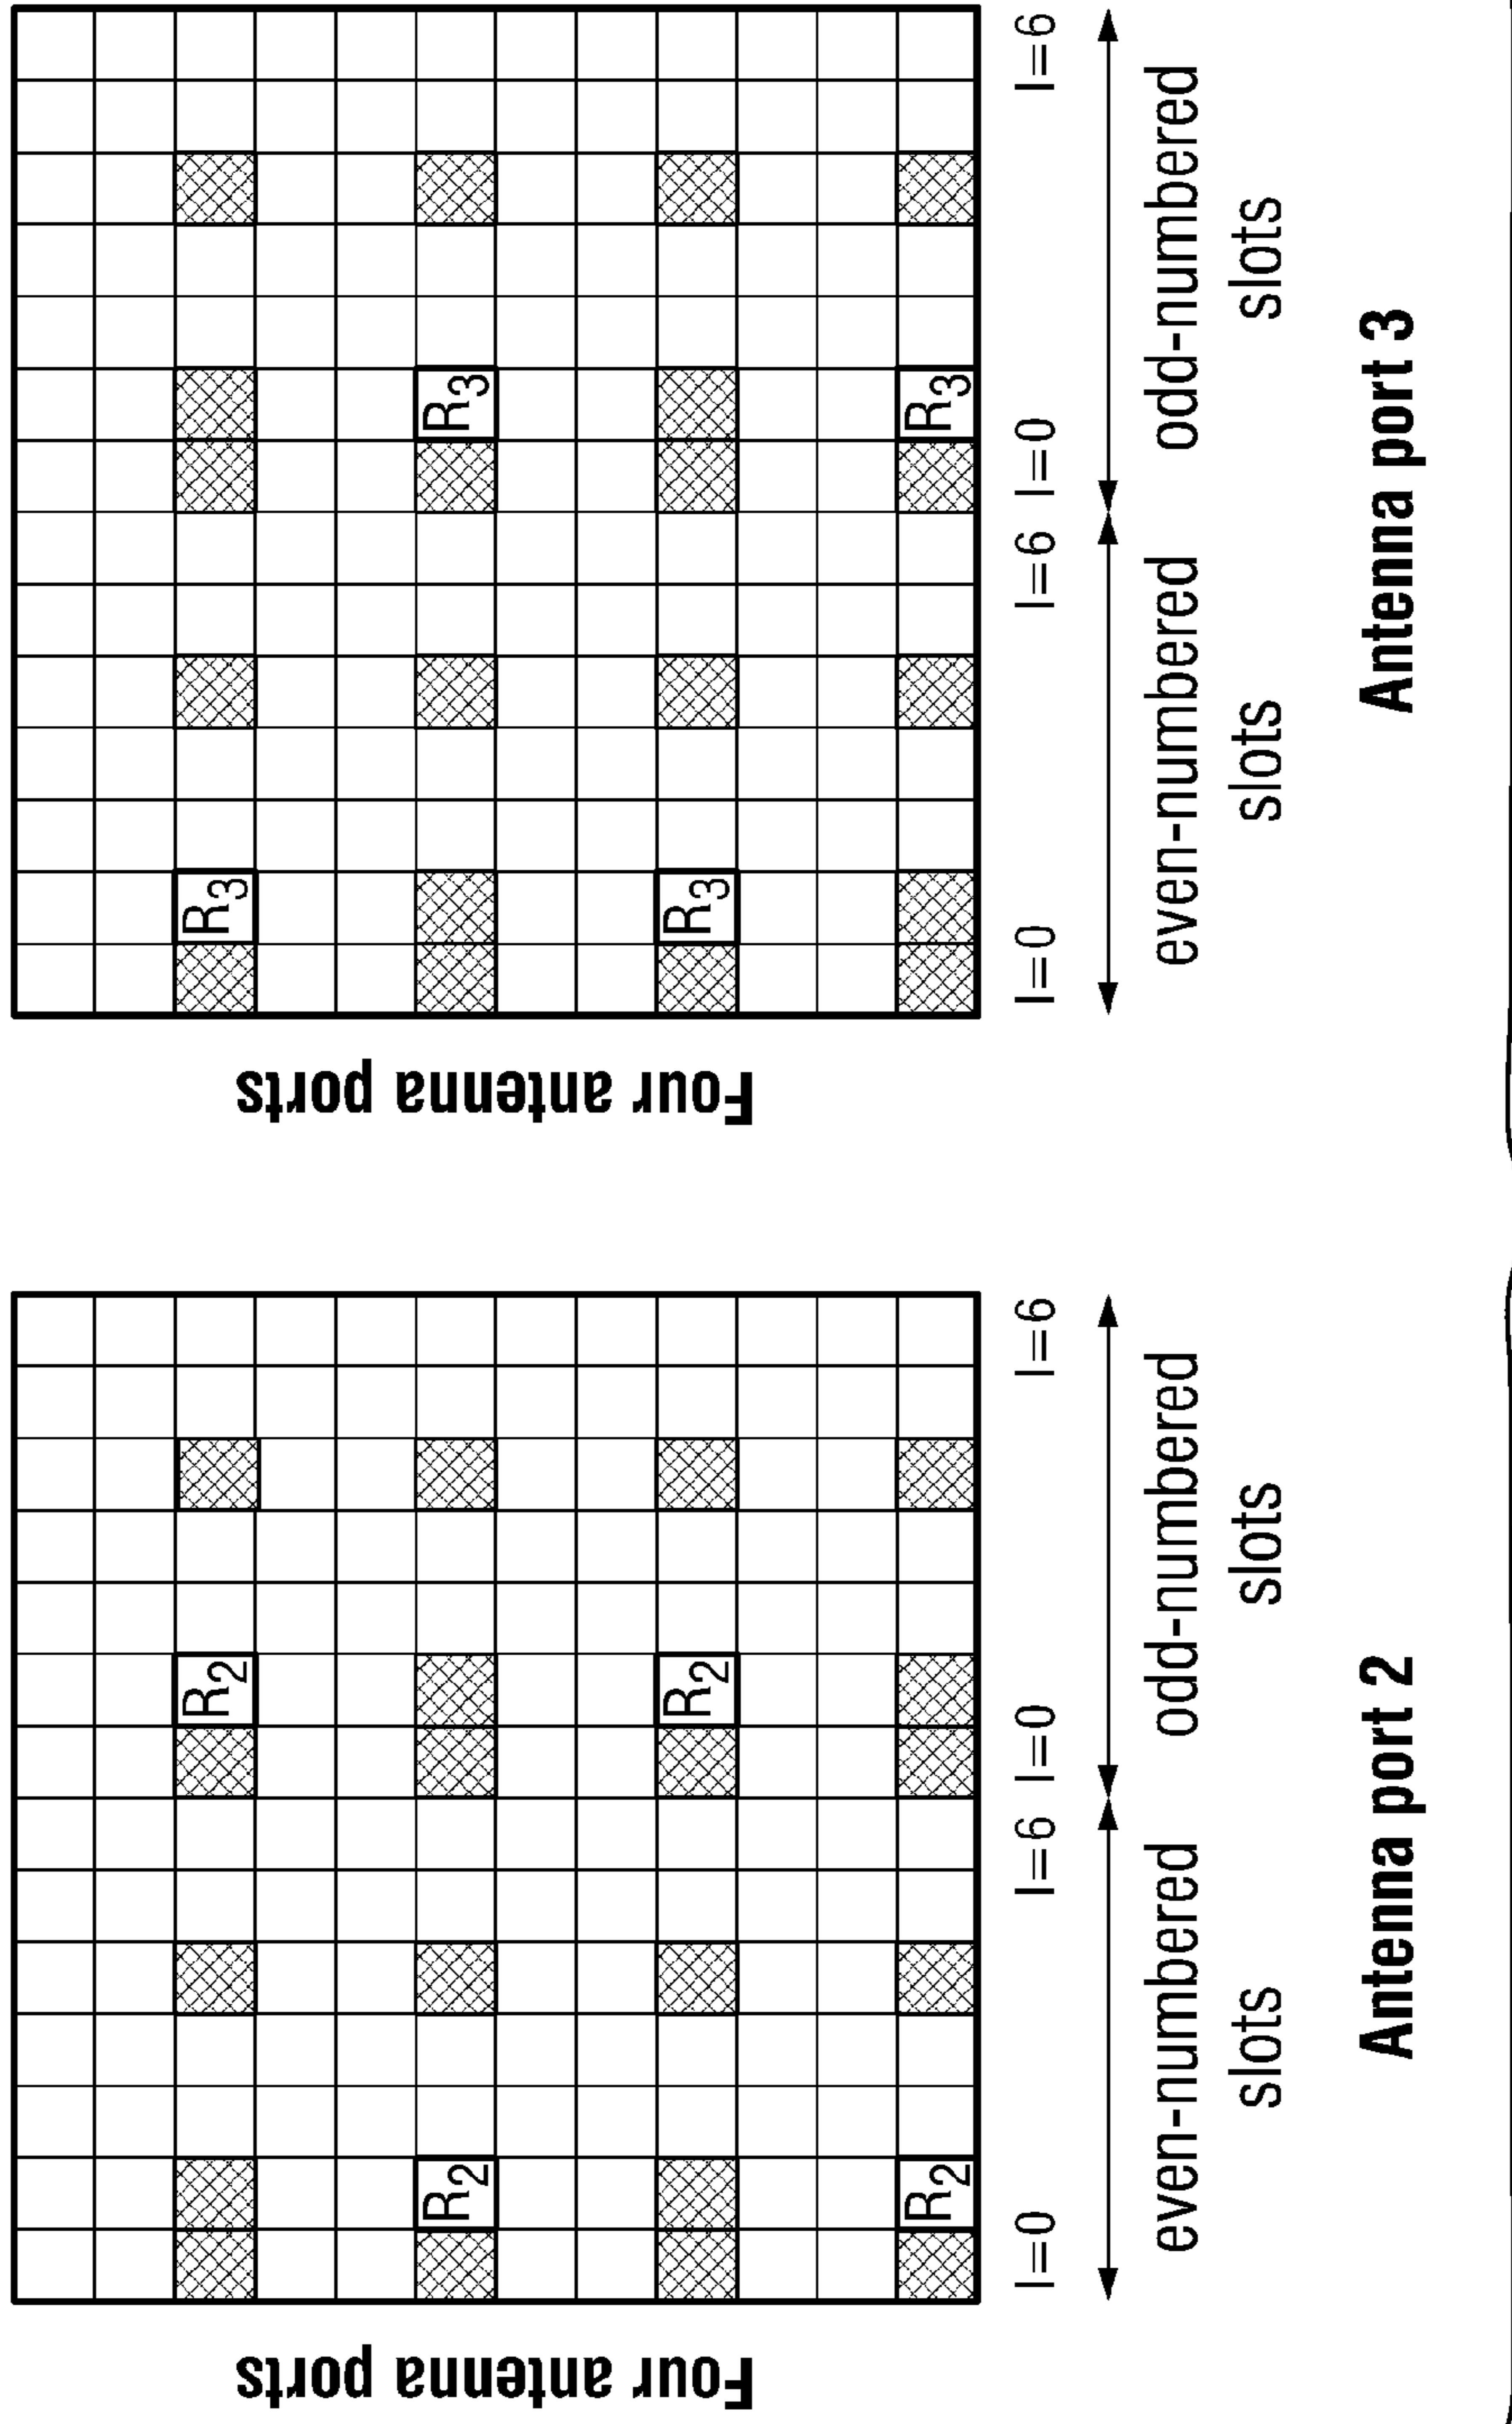 Four antenna ports
R2
R2
R2
R2
l=0 l=6 l=0 l=6
even-numbered odd-numbered
slots slots
Antenna port 2
Four antenna ports
R3
R3
R3
R3
l=0 l=6 l=0 l=6
even-numbered odd-numbered
slots slots
Antenna port 3